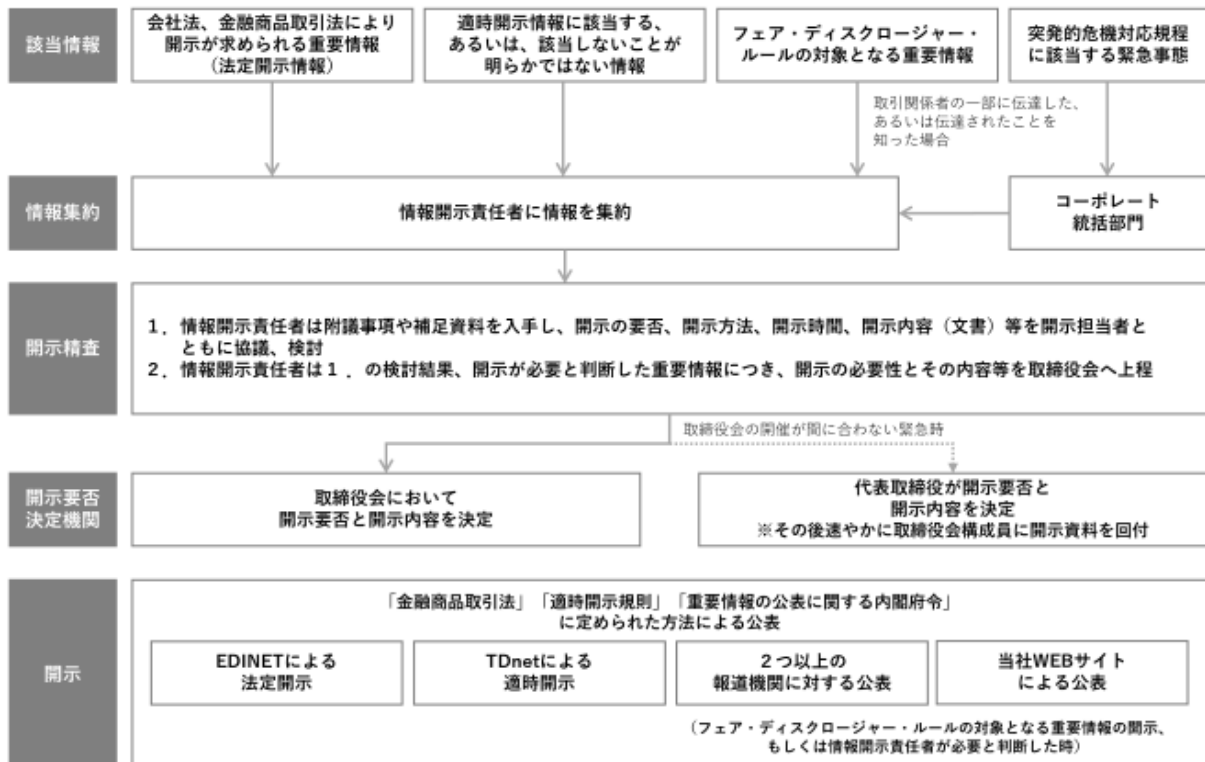 該当情報
会社法、金融商品取引法により
開示が求められる重要情報
（法定開示情報）
適時開示情報に該当する、
あるいは、該当しないことが
明らかではない情報
フェア・ディスクロージャー・
ルールの対象となる重要情報
突発的危機対応規程
に該当する緊急事態
取引関係者の一部に伝達した、
あるいは伝達されたことを
知った場合
情報集約
情報開示責任者に情報を集約
コーポレート
統括部門
開示精査
１．情報開示責任者は附議事項や補足資料を入手し、開示の要否、開示方法、開示時間、開示内容（文書）等を開示担当者と
ともに協議、検討
２．情報開示責任者は１．の検討結果、開示が必要と判断した重要情報につき、開示の必要性とその内容等を取締役会へ上程
取締役会の開催が間に合わない緊急時
開示要否
決定機関
取締役会において
開示要否と開示内容を決定
代表取締役が開示要否と
開示内容を決定
※その後速やかに取締役会構成員に開示資料を回付
開示
「金融商品取引法」「適時開示規則」「重要情報の公表に関する内閣府令」
に定められた方法による公表
EDINETによる
法定開示
TDnetによる
適時開示
２つ以上の
報道機関に対する公表
当社WEBサイト
による公表
（フェア・ディスクロージャー・ルールの対象となる重要情報の開示、
もしくは情報開示責任者が必要と判断した時）